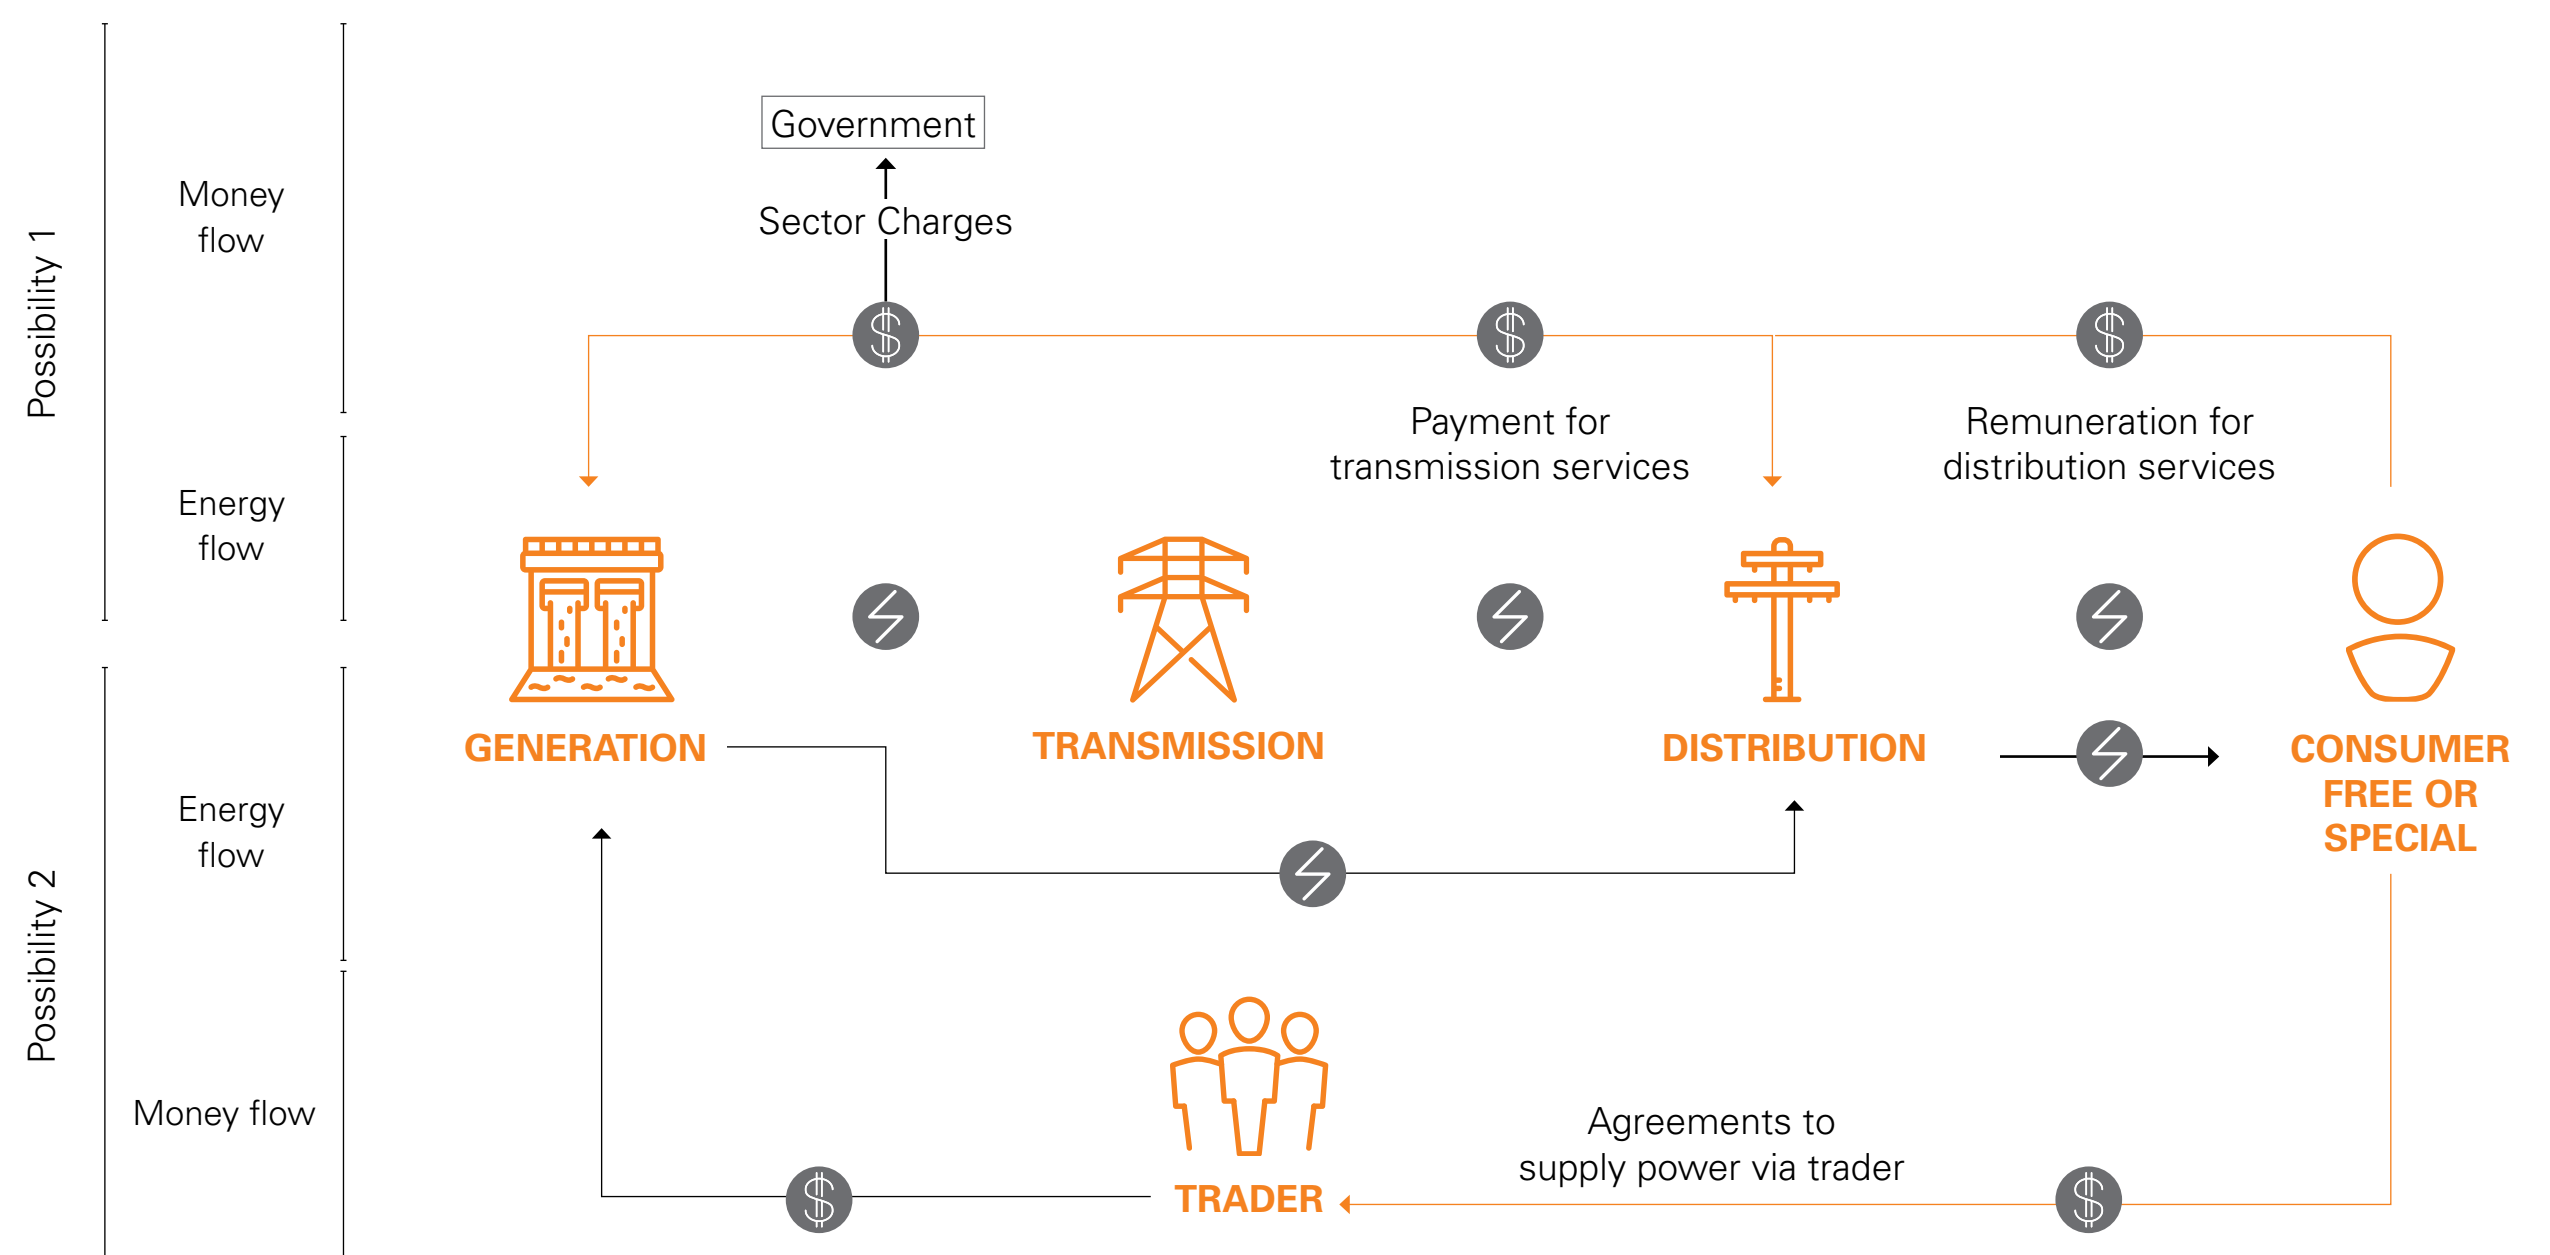 Possibility 1
Money
flow
Energy
flow
Government
Sector Charges
Payment for
transmission services
Remuneration for
distribution services
GENERATION
TRANSMISSION
DISTRIBUTION
CONSUMER
FREE OR
SPECIAL
Possibility 2
Energy
flow
Money flow
TRADER
Agreements to
supply power via trader